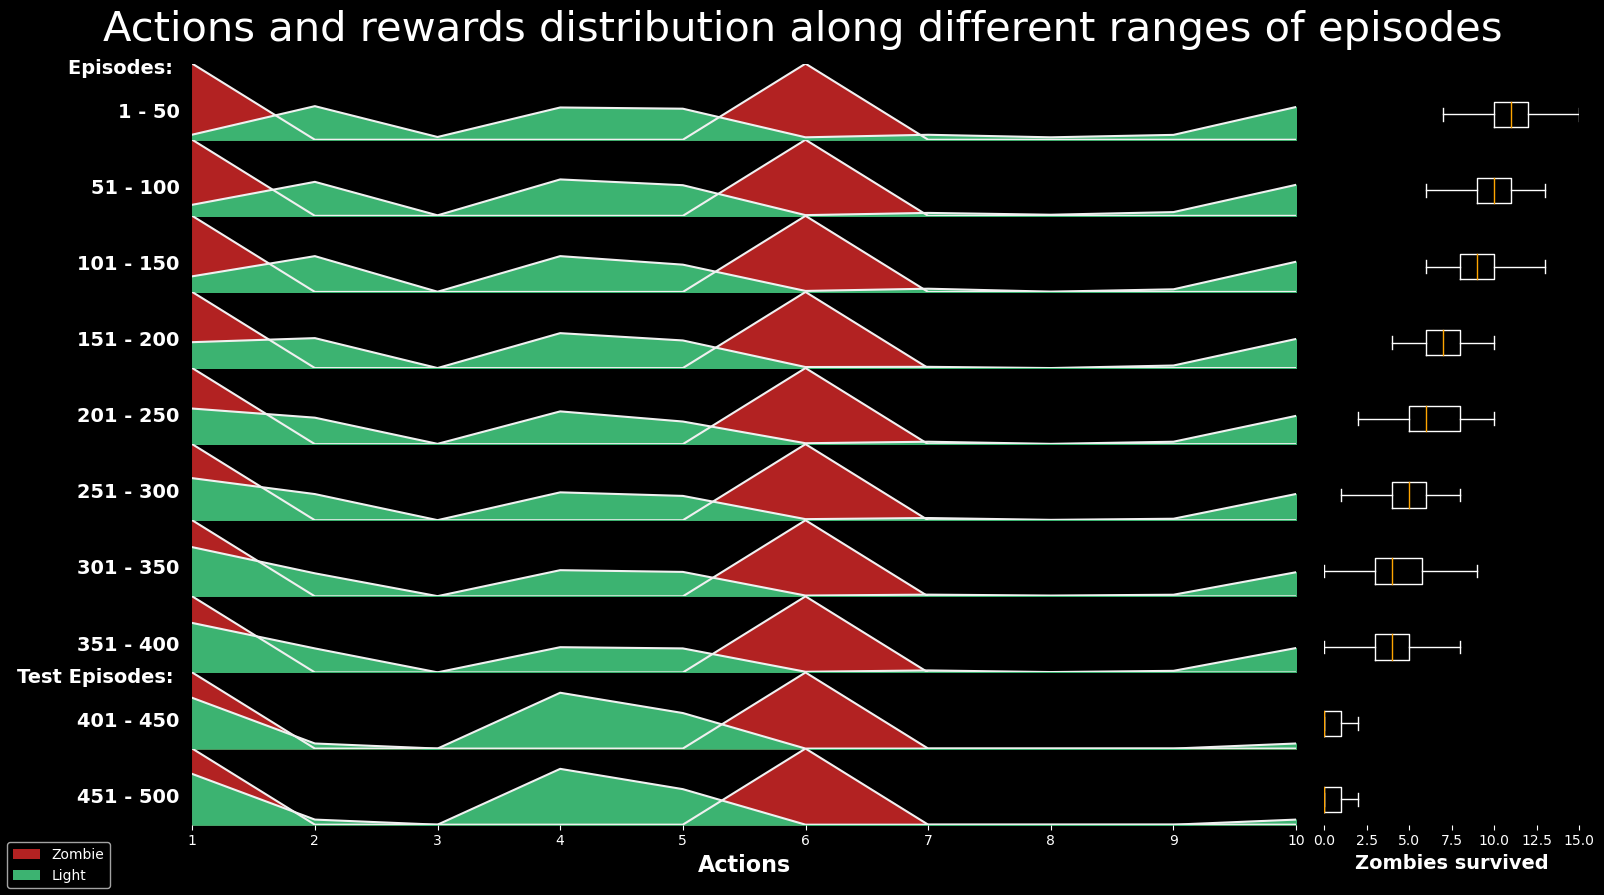 Actions and rewards distribution along different ranges of episodes
Episodes:
1 - 50
51 - 100
101 - 150
151 - 200
201 - 250
251 - 300
301 - 350
351 - 400
Test Episodes:
401 - 450
451 - 500
1 2 3 4 5 6 7 8 9 10
0.0 2.5 5.0 7.5 10.0 12.5 15.0
Actions
Zombies survived
Zombie
Light